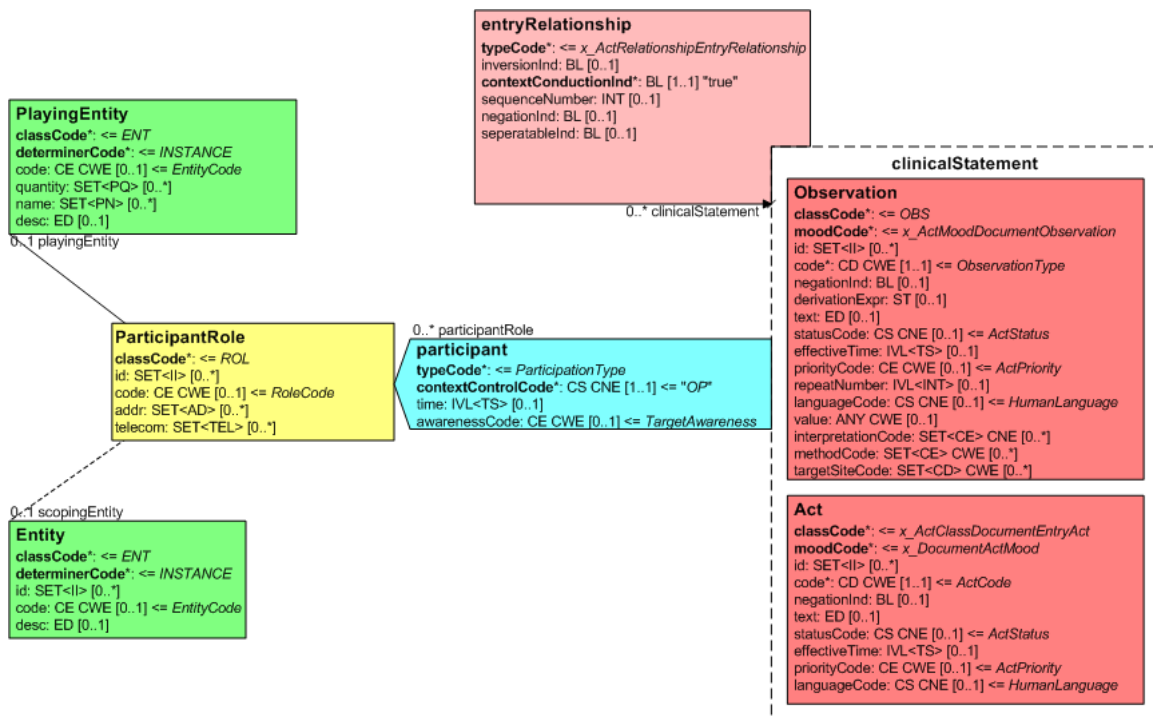 entryRelationship
typeCode*: <= x_ActRelationshipEntryRelationship
inversionInd: BL [0..1]
contextConductionInd*: BL [1..1] "true"
sequenceNumber: INT [0..1]
negationInd: BL [0..1]
seperatableInd: BL [0..1]
0..* clinicalStatement
PlayingEntity
classCode*: <= ENT
determinerCode*: <= INSTANCE
code: CE CWE [0..1] <= EntityCode
quantity: SET<PQ> [0..*]
name: SET<PN> [0..*]
desc: ED [0..1]
0..1 playingEntity
ParticipantRole
classCode*: <= ROL
id: SET<II> [0..*]
code: CE CWE [0..1] <= RoleCode
addr: SET<AD> [0..*]
telecom: SET<TEL> [0..*]
0..* participantRole
participant
typeCode*: <= ParticipationType
contextControlCode*: CS CNE [1..1] <= "OP"
time: IVL<TS> [0..1]
awarenessCode: CE CWE [0..1] <= TargetAwareness
0..1 scopingEntity
Entity
classCode*: <= ENT
determinerCode*: <= INSTANCE
id: SET<II> [0..*]
code: CE CWE [0..1] <= EntityCode
desc: ED [0..1]
clinicalStatement
Observation
classCode*: <= OBS
moodCode*: <= x_ActMoodDocumentObservation
id: SET<II> [0..*]
code*: CD CWE [1..1] <= ObservationType
negationInd: BL [0..1]
derivationExpr: ST [0..1]
text: ED [0..1]
statusCode: CS CNE [0..1] <= ActStatus
effectiveTime: IVL<TS> [0..1]
priorityCode: CE CWE [0..1] <= ActPriority
repeatNumber: IVL<INT> [0..1]
languageCode: CS CNE [0..1] <= HumanLanguage
value: ANY CWE [0..1]
interpretationCode: SET<CE> CNE [0..*]
methodCode: SET<CE> CWE [0..*]
targetSiteCode: SET<CD> CWE [0..*]
Act
classCode*: <= x_ActClassDocumentEntryAct
moodCode*: <= x_DocumentActMood
id: SET<II> [0..*]
code*: CD CWE [1..1] <= ActCode
negationInd: BL [0..1]
text: ED [0..1]
statusCode: CS CNE [0..1] <= ActStatus
effectiveTime: IVL<TS> [0..1]
priorityCode: CE CWE [0..1] <= ActPriority
languageCode: CS CNE [0..1] <= HumanLanguage